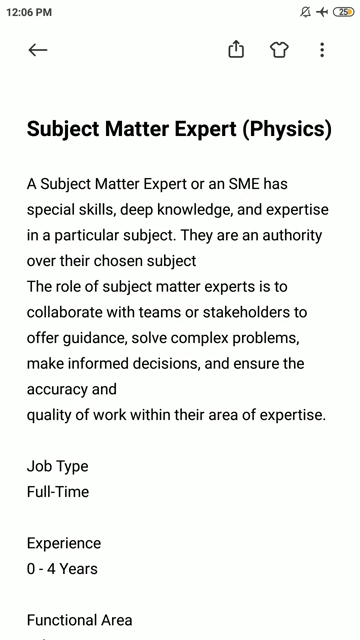 12:06 PM
25
Subject Matter Expert (Physics)
A Subject Matter Expert or an SME has
special skills, deep knowledge, and expertise
in a particular subject. They are an authority
over their chosen subject
The role of subject matter experts is to
collaborate with teams or stakeholders to
offer guidance, solve complex problems,
make informed decisions, and ensure the
accuracy and
quality of work within their area of expertise.
Job Type
Full-Time
Experience
0 - 4 Years
Functional Area